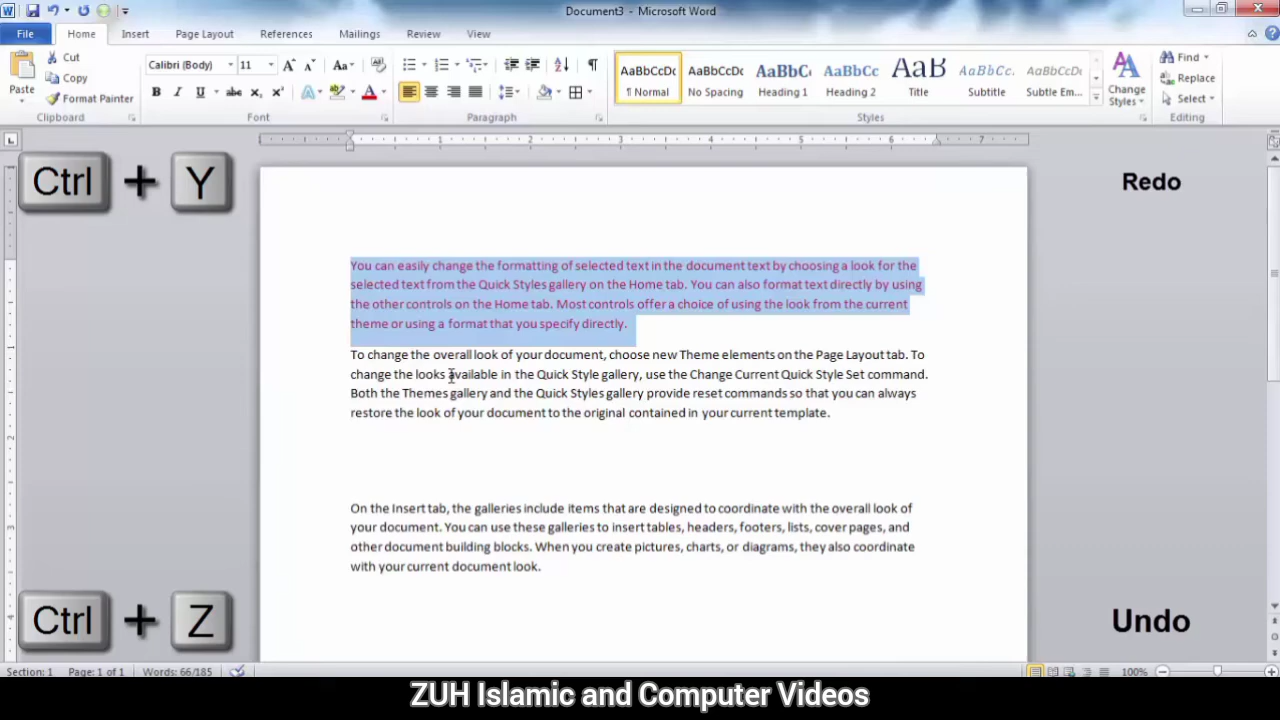 Document3 - Microsoft Word
File Home Insert Page Layout References Mailings Review View
Cut
Copy
Format Painter
Paste
Clipboard
Calibri (Body) 11
Font
Paragraph
AaBbCcDc AaBbCcDc AaBbC AaBbCc AaB AaBbCc. AaBbCcDc
¶ Normal No Spacing Heading 1 Heading 2 Title Subtitle Subtle Em...
Styles
Change
Styles
Find
Replace
Select
Editing
Ctrl + Y
Redo
You can easily change the formatting of selected text in the document text by choosing a look for the
selected text from the Quick Styles gallery on the Home tab. You can also format text directly by using
the other controls on the Home tab. Most controls offer a choice of using the look from the current
theme or using a format that you specify directly.
To change the overall look of your document, choose new Theme elements on the Page Layout tab. To
change the looks available in the Quick Style gallery, use the Change Current Quick Style Set command.
Both the Themes gallery and the Quick Styles gallery provide reset commands so that you can always
restore the look of your document to the original contained in your current template.
On the Insert tab, the galleries include items that are designed to coordinate with the overall look of
your document. You can use these galleries to insert tables, headers, footers, lists, cover pages, and
other document building blocks. When you create pictures, charts, or diagrams, they also coordinate
with your current document look.
Ctrl + Z
Undo
Section: 1 Page: 1 of 1 Words: 66/185 100%
ZUH Islamic and Computer Videos